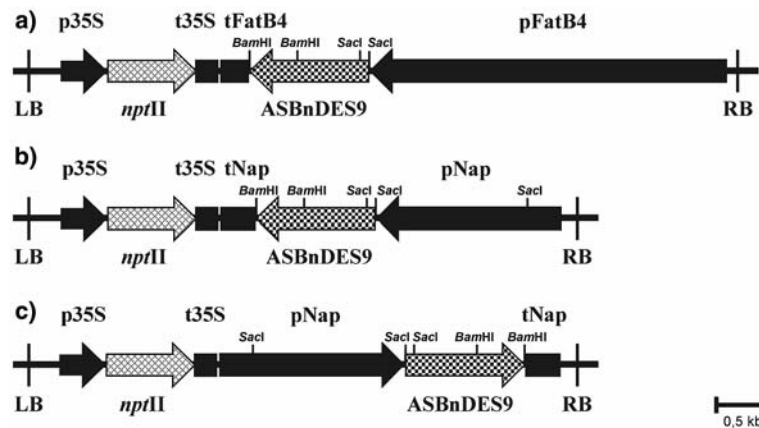 a) p35S t35S tFatB4 pFatB4
BamHI BamHI SacI SacI
LB nptII ASBnDES9 RB
b) p35S t35S tNap pNap
BamHI BamHI SacI SacI SacI
LB nptII ASBnDES9 RB
c) p35S t35S pNap tNap
SacI SacI SacI BamHI BamHI
LB nptII ASBnDES9 RB
0,5 kb